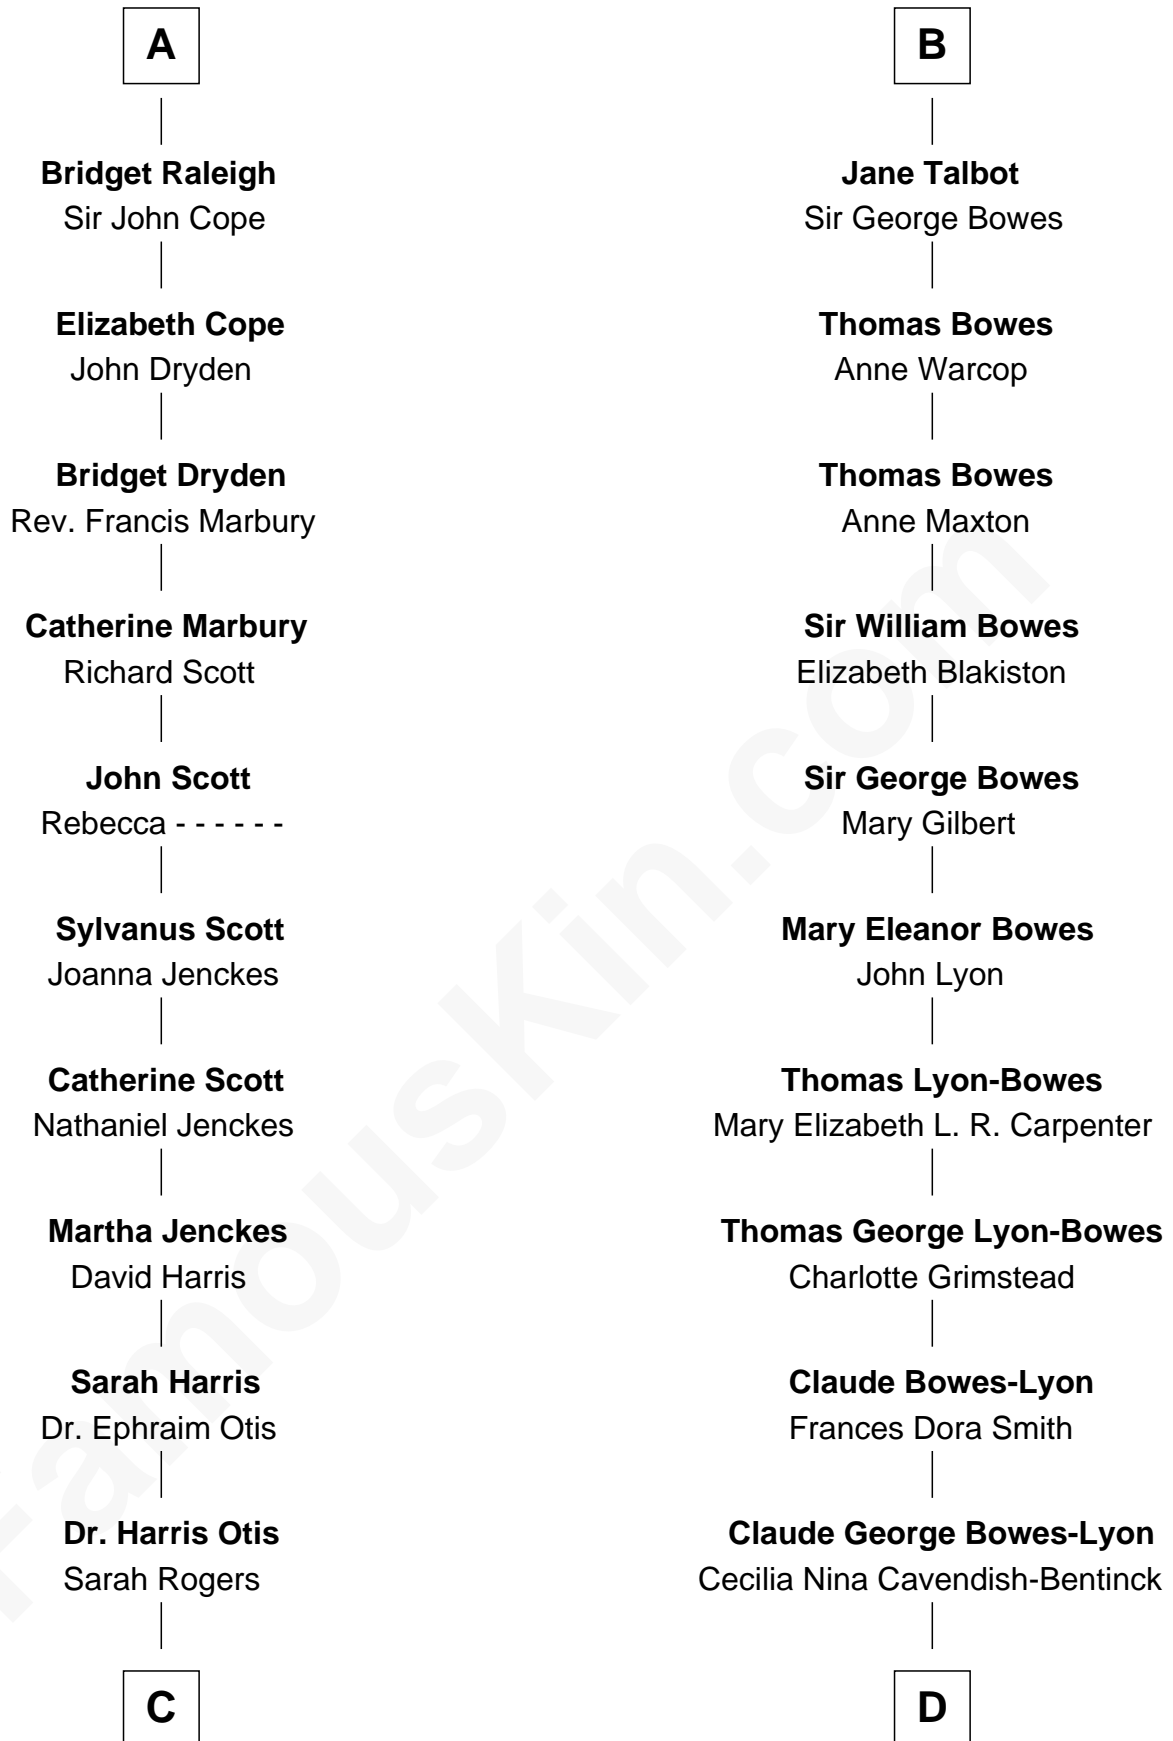 A
Bridget Raleigh
Sir John Cope
Elizabeth Cope
John Dryden
Bridget Dryden
Rev. Francis Marbury
Catherine Marbury
Richard Scott
John Scott
Rebecca - - - - - -
Sylvanus Scott
Joanna Jenckes
Catherine Scott
Nathaniel Jenckes
Martha Jenckes
David Harris
Sarah Harris
Dr. Ephraim Otis
Dr. Harris Otis
Sarah Rogers
C
B
Jane Talbot
Sir George Bowes
Thomas Bowes
Anne Warcop
Thomas Bowes
Anne Maxton
Sir William Bowes
Elizabeth Blakiston
Sir George Bowes
Mary Gilbert
Mary Eleanor Bowes
John Lyon
Thomas Lyon-Bowes
Mary Elizabeth L. R. Carpenter
Thomas George Lyon-Bowes
Charlotte Grimstead
Claude Bowes-Lyon
Frances Dora Smith
Claude George Bowes-Lyon
Cecilia Nina Cavendish-Bentinck
D
FamousKin.com